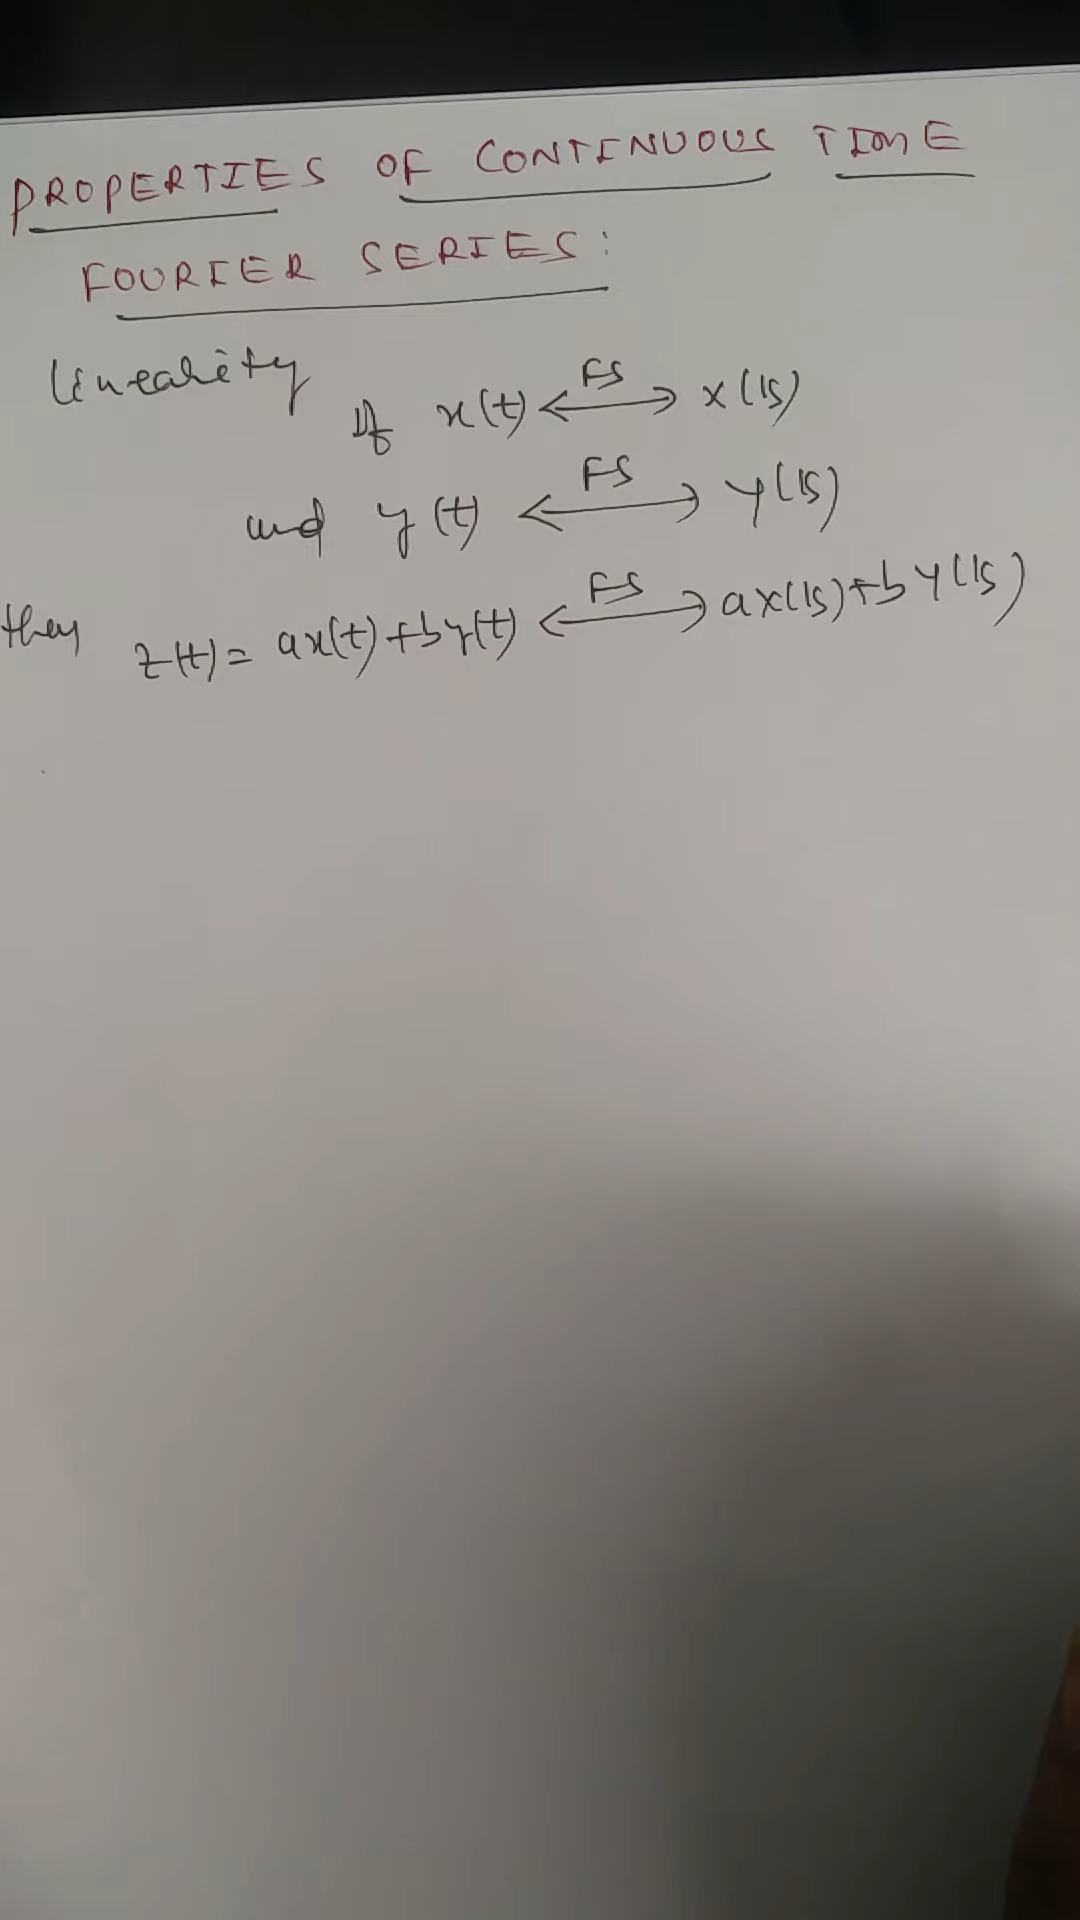 PROPERTIES OF CONTINUOUS TIME
FOURIER SERIES:
linearity
If x(t) <-FS-> X(k)
and y(t) <-FS-> Y(k)
then z(t) = ax(t)+by(t) <-FS-> aX(k)+bY(k)